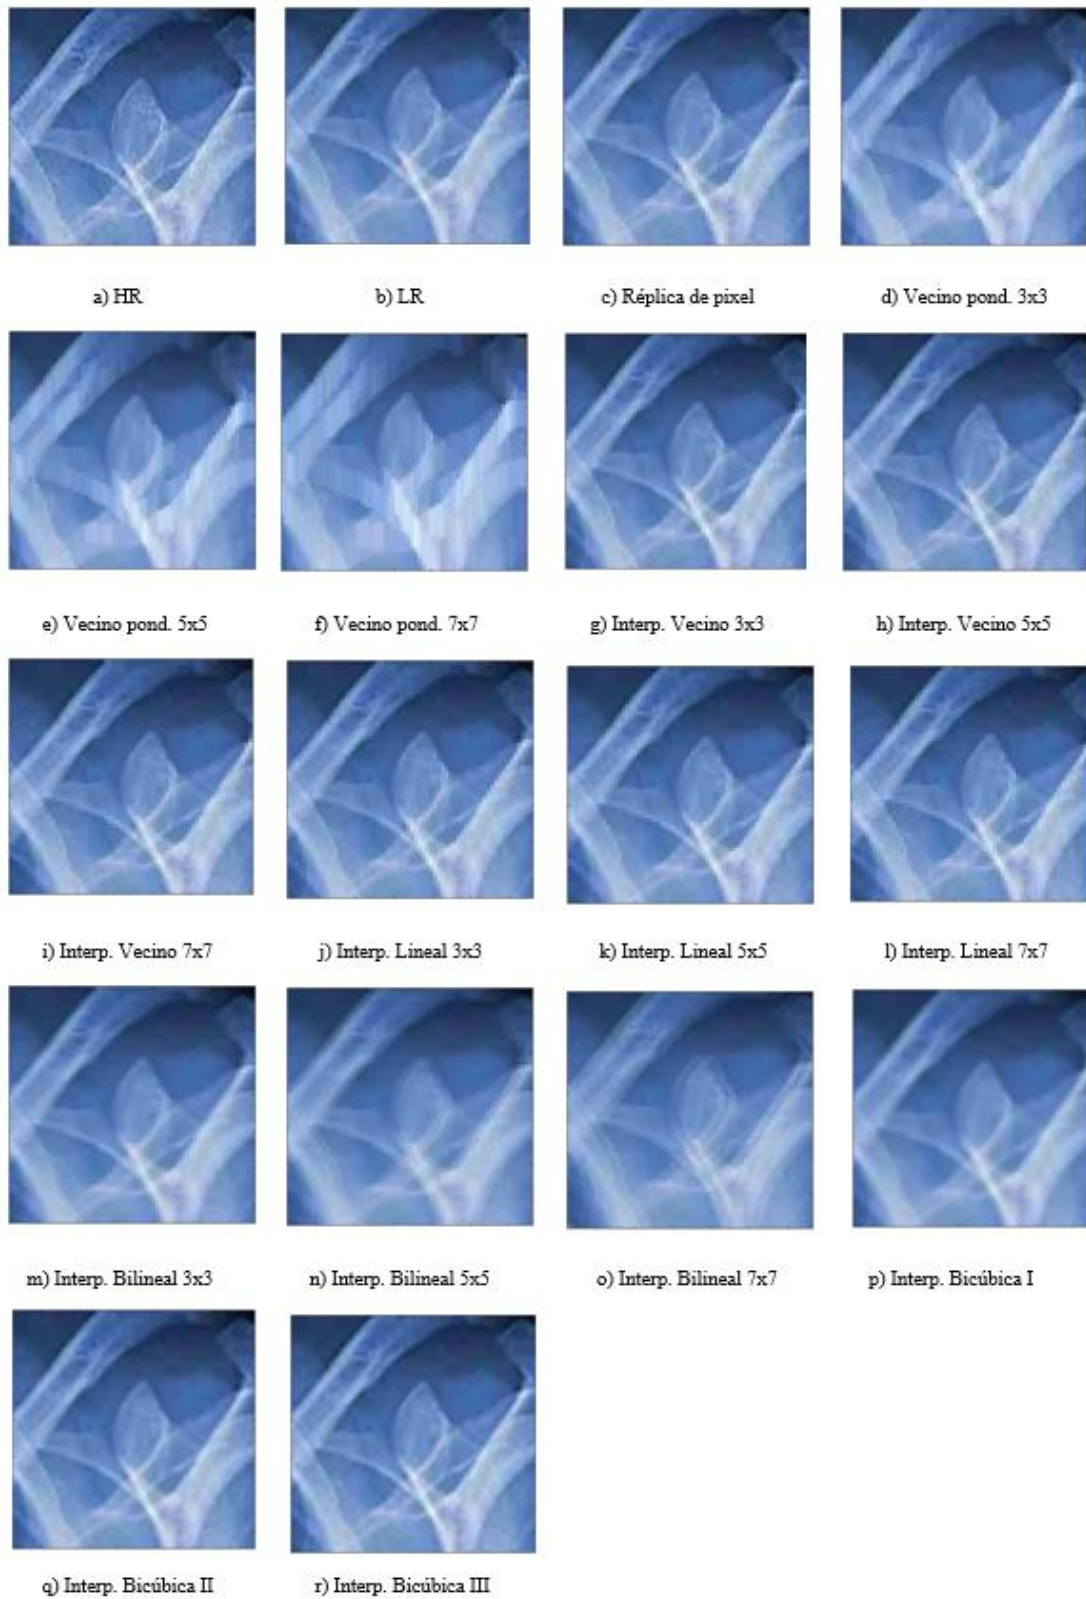 a) HR
b) LR
c) Réplica de pixel
d) Vecino pond. 3x3
e) Vecino pond. 5x5
f) Vecino pond. 7x7
g) Interp. Vecino 3x3
h) Interp. Vecino 5x5
i) Interp. Vecino 7x7
j) Interp. Lineal 3x3
k) Interp. Lineal 5x5
l) Interp. Lineal 7x7
m) Interp. Bilineal 3x3
n) Interp. Bilineal 5x5
o) Interp. Bilineal 7x7
p) Interp. Bicúbica I
q) Interp. Bicúbica II
r) Interp. Bicúbica III